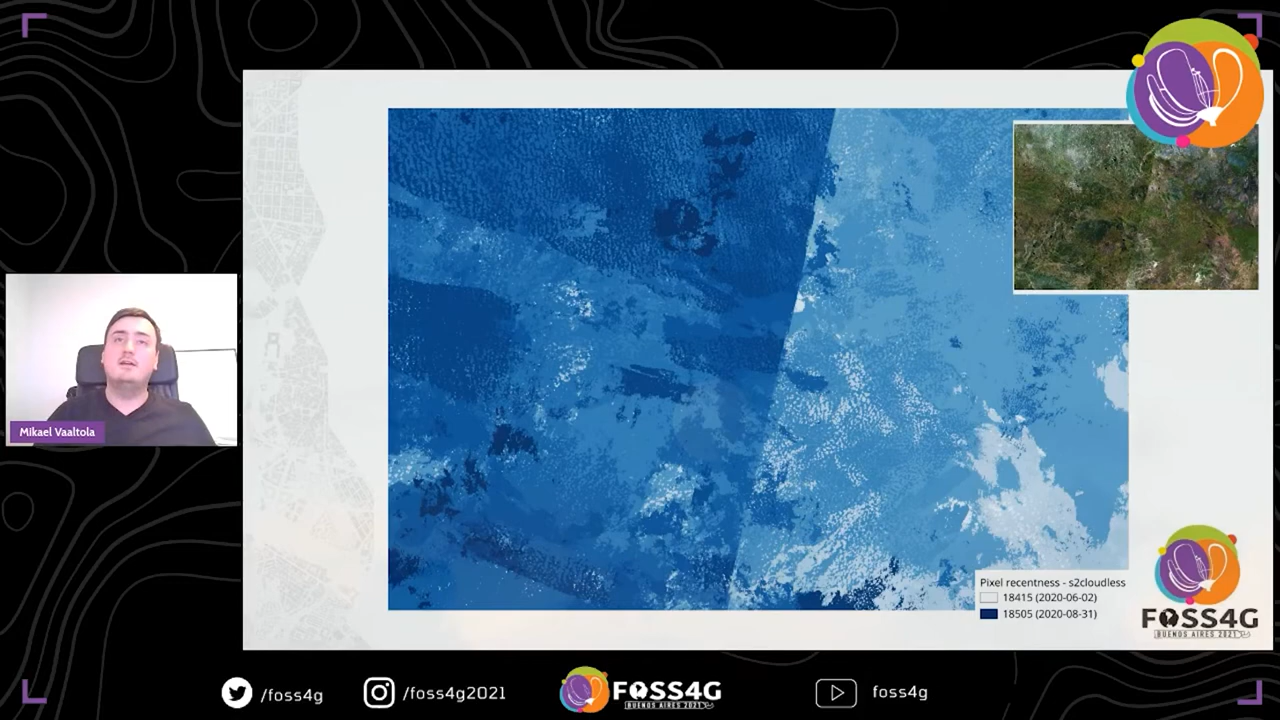 Mikael Vaaltola
Pixel recentness - s2cloudless
18415 (2020-06-02)
18505 (2020-08-31)
FOSS4G
BUENOS AIRES 2021
/foss4g
/foss4g2021
FOSS4G
BUENOS AIRES 2021
foss4g